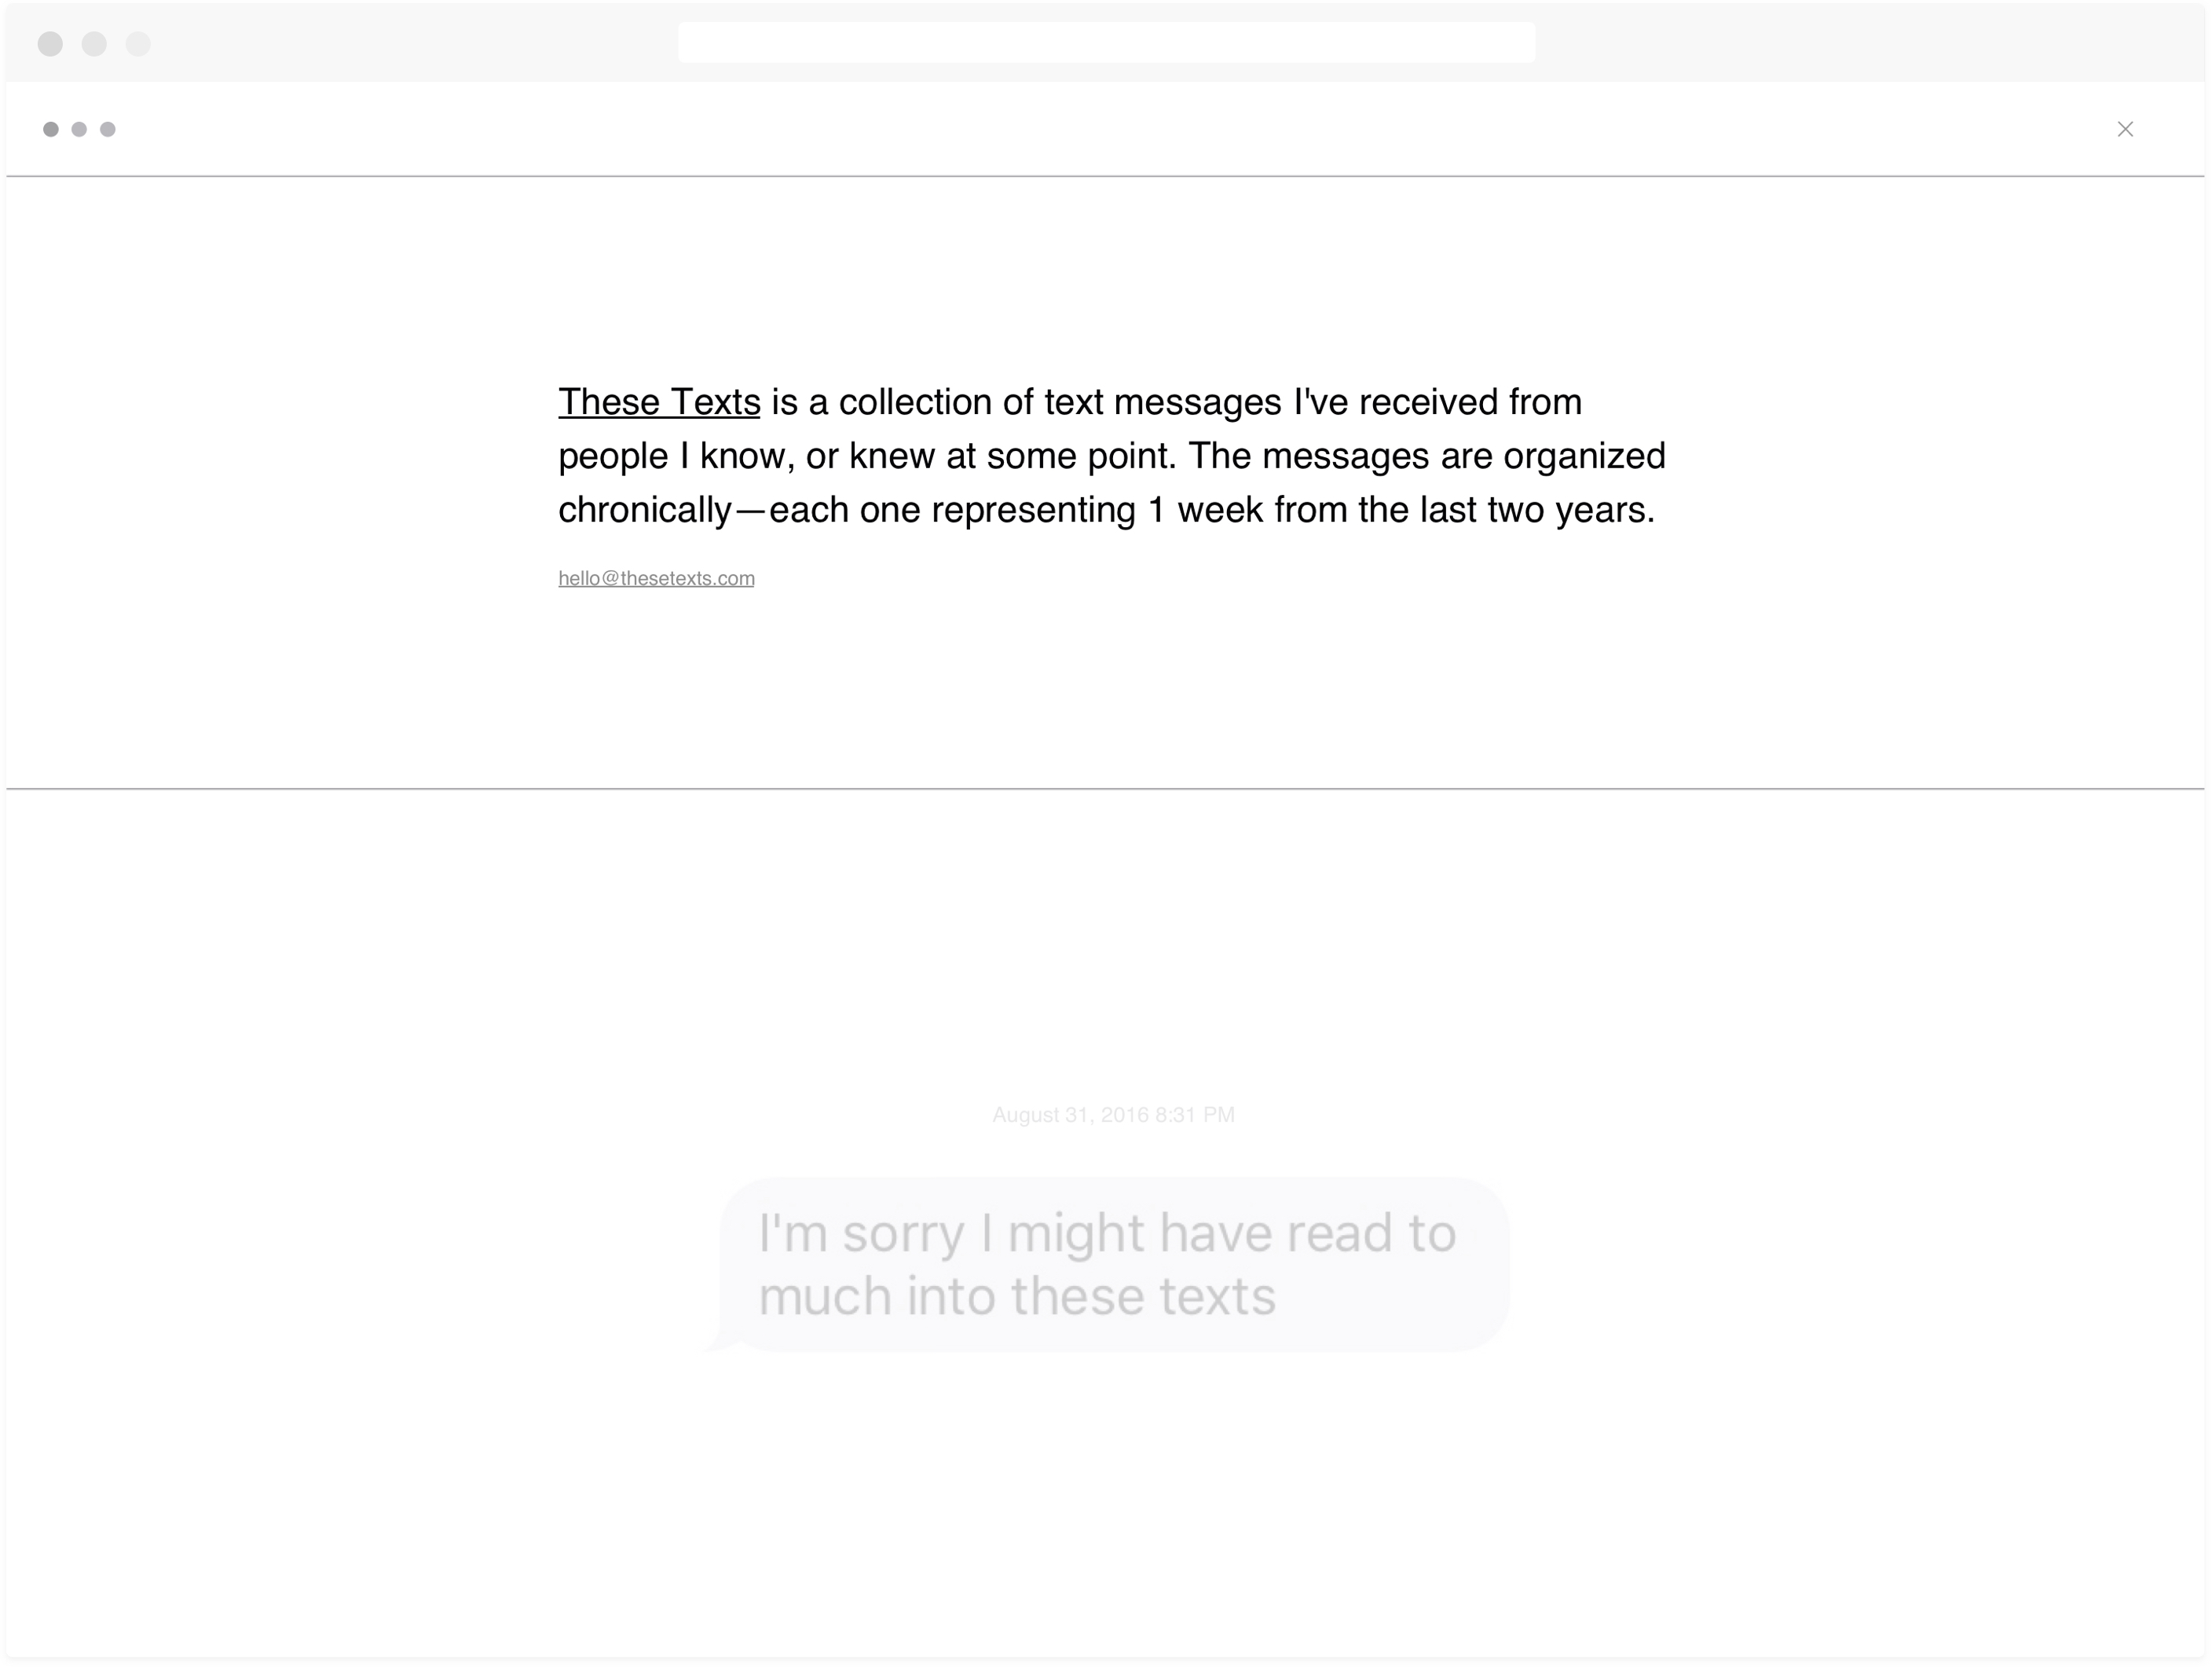 These Texts is a collection of text messages I've received from
people I know, or knew at some point. The messages are organized
chronically—each one representing 1 week from the last two years.
hello@thesetexts.com
August 31, 2016 8:31 PM
I'm sorry I might have read to
much into these texts